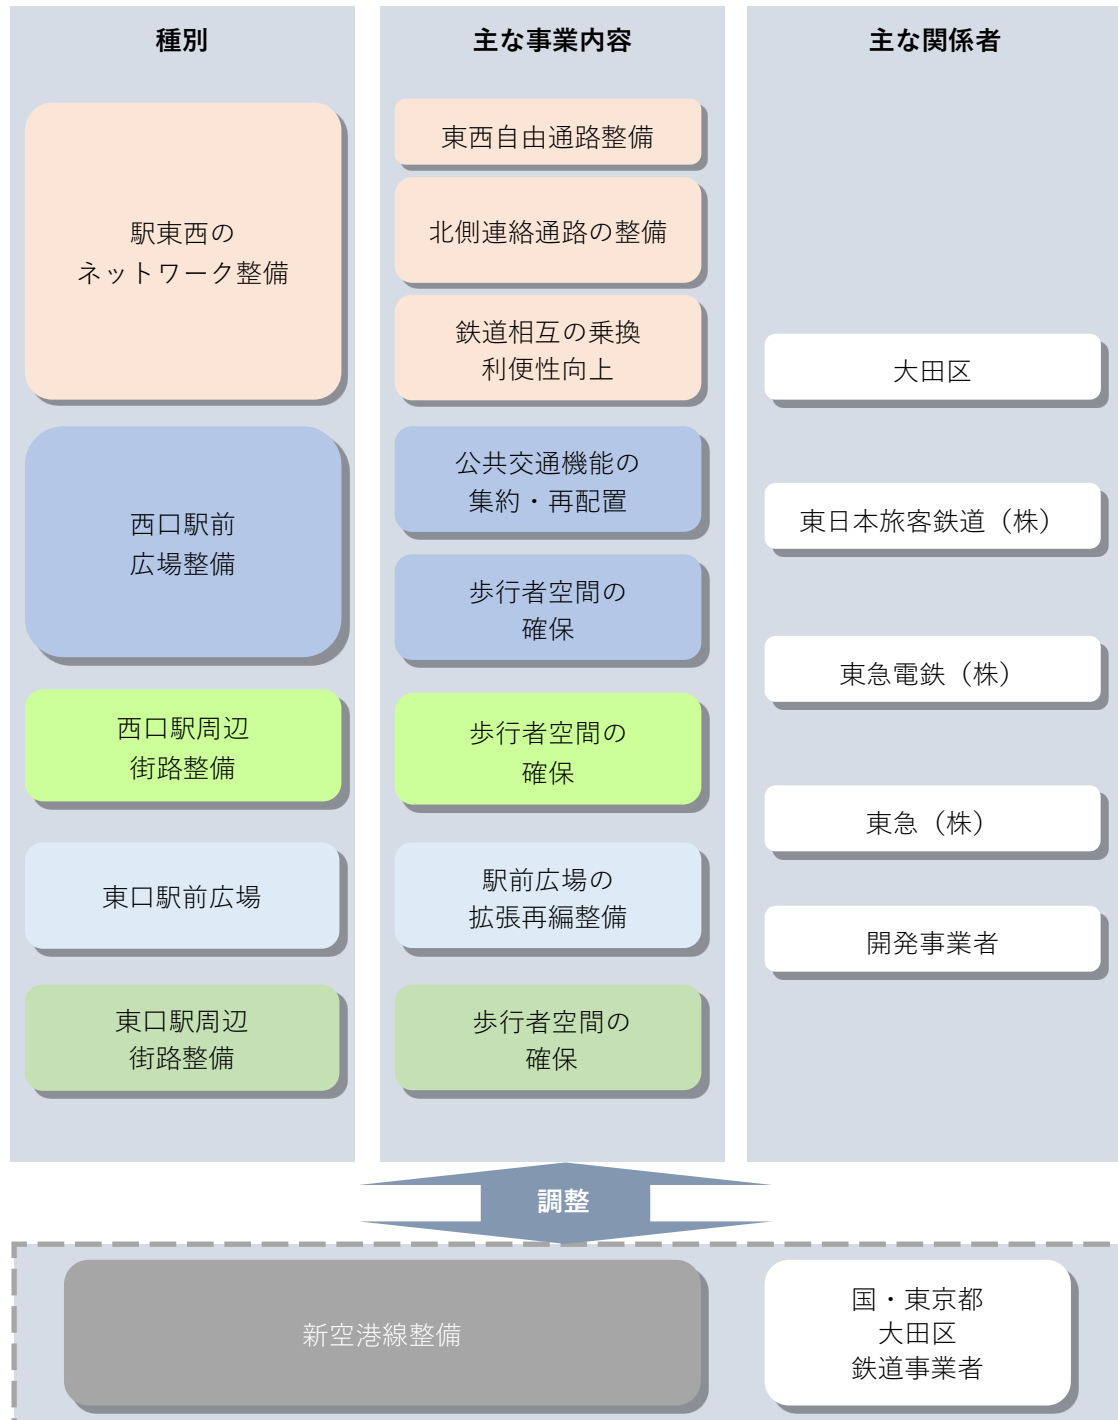 種別
主な事業内容
主な関係者
駅東西の
ネットワーク整備
東西自由通路整備
北側連絡通路の整備
鉄道相互の乗換
利便性向上
西口駅前
広場整備
公共交通機能の
集約・再配置
歩行者空間の
確保
西口駅周辺
街路整備
歩行者空間の
確保
東口駅前広場
駅前広場の
拡張再編整備
東口駅周辺
街路整備
歩行者空間の
確保
大田区
東日本旅客鉄道（株）
東急電鉄（株）
東急（株）
開発事業者
調整
新空港線整備
国・東京都
大田区
鉄道事業者